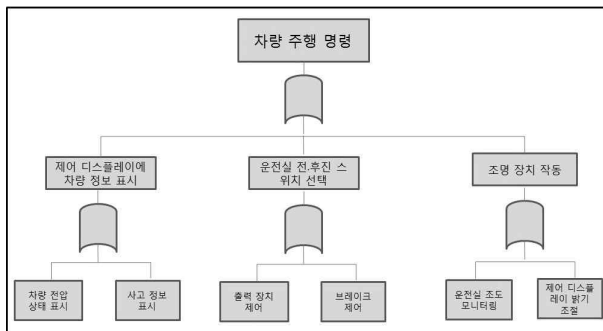 차량 주행 명령
제어 디스플레이에
차량 정보 표시
운전실 전.후진 스
위치 선택
조명 장치 작동
차량 전압
상태 표시
사고 정보
표시
출력 장치
제어
브레이크
제어
운전실 조도
모니터링
제어 디스플
레이 밝기
조절